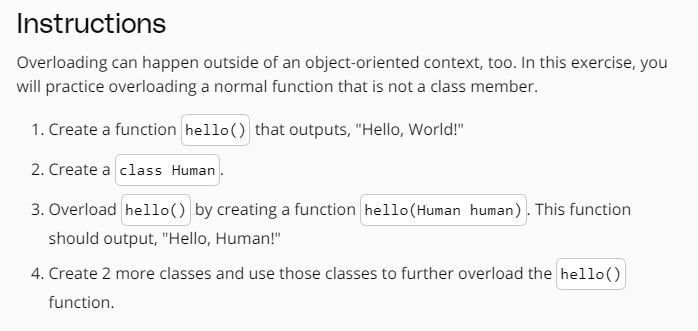 Instructions
Overloading can happen outside of an object-oriented context, too. In this exercise, you
will practice overloading a normal function that is not a class member.
1. Create a function hello() that outputs, "Hello, World!"
2. Create a class Human.
3. Overload hello() by creating a function hello(Human human). This function
should output, "Hello, Human!"
4. Create 2 more classes and use those classes to further overload the hello()
function.